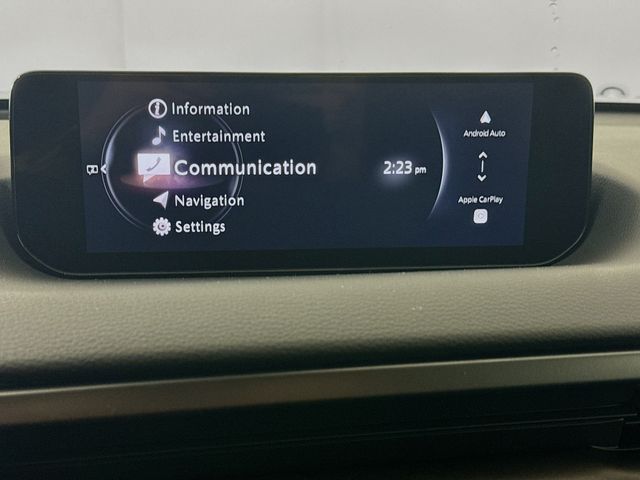 Information
Entertainment
Communication
Navigation
Settings
2:23 pm
Android Auto
Apple CarPlay